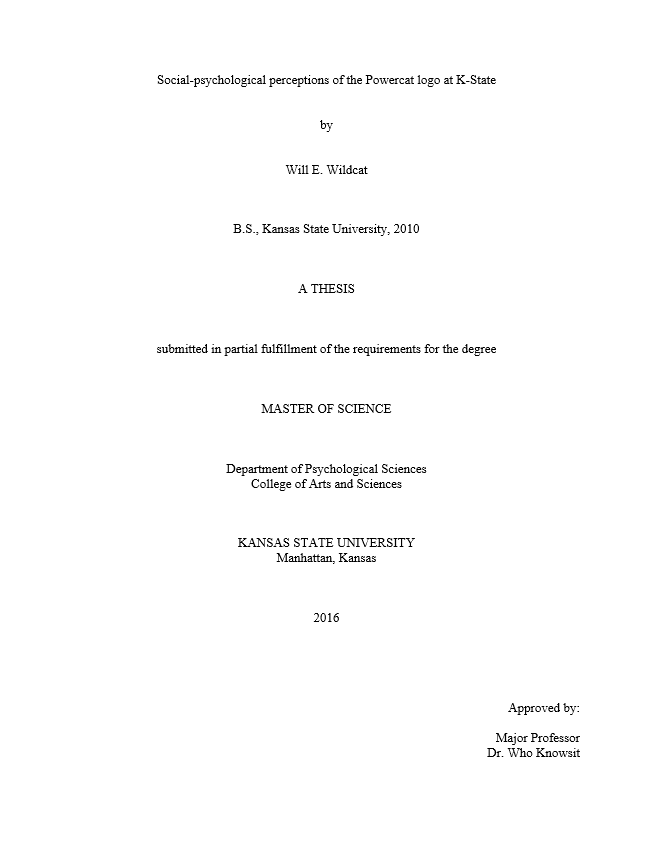 Social-psychological perceptions of the Powercat logo at K-State
by
Will E. Wildcat
B.S., Kansas State University, 2010
A THESIS
submitted in partial fulfillment of the requirements for the degree
MASTER OF SCIENCE
Department of Psychological Sciences
College of Arts and Sciences
KANSAS STATE UNIVERSITY
Manhattan, Kansas
2016
Approved by:
Major Professor
Dr. Who Knowsit